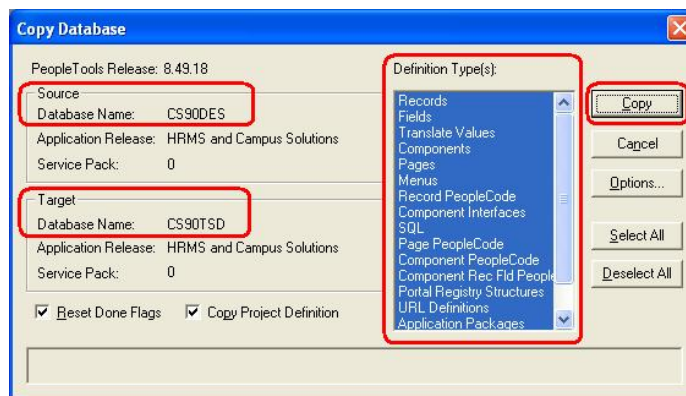 Copy Database
PeopleTools Release: 8.49.18
Source
Database Name: CS90DES
Application Release: HRMS and Campus Solutions
Service Pack: 0
Target
Database Name: CS90TSD
Application Release: HRMS and Campus Solutions
Service Pack: 0
Reset Done Flags Copy Project Definition
Definition Type(s):
Records
Fields
Translate Values
Components
Pages
Menus
Record PeopleCode
Component Interfaces
SQL
Page PeopleCode
Component PeopleCode
Component Rec Fld People
Portal Registry Structures
URL Definitions
Application Packages
Copy
Cancel
Options...
Select All
Deselect All